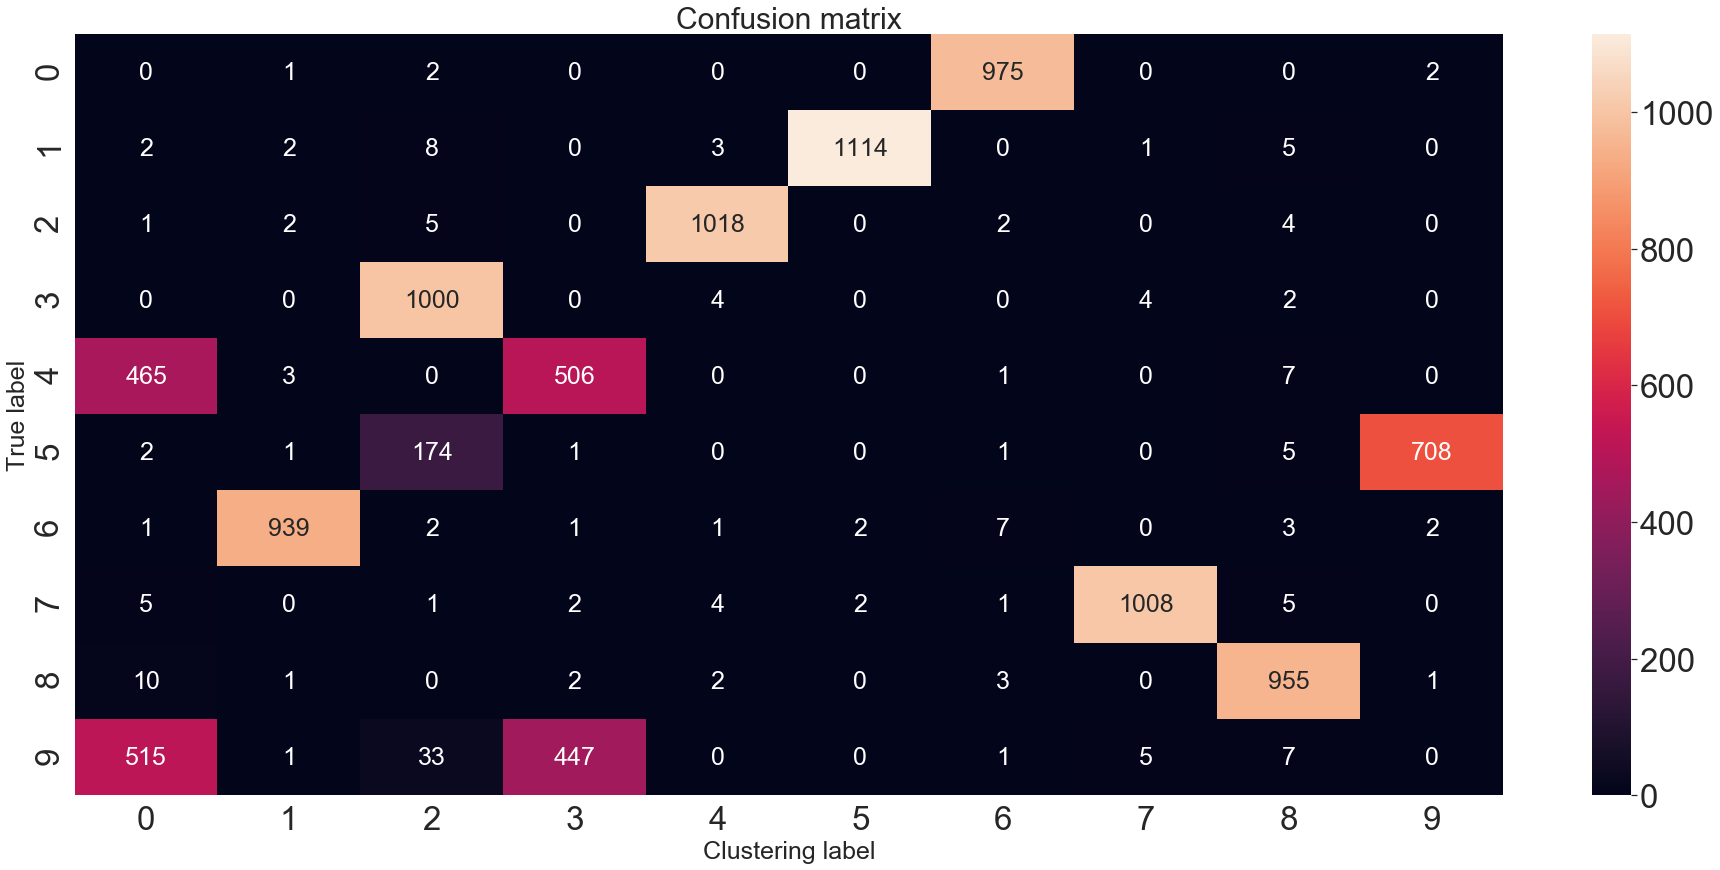 Confusion matrix
0 0 1 2 0 0 0 975 0 0 2
1 2 2 8 0 3 1114 0 1 5 0
2 1 2 5 0 1018 0 2 0 4 0
3 0 0 1000 0 4 0 0 4 2 0
4 465 3 0 506 0 0 1 0 7 0
5 2 1 174 1 0 0 1 0 5 708
6 1 939 2 1 1 2 7 0 3 2
7 5 0 1 2 4 2 1 1008 5 0
8 10 1 0 2 2 0 3 0 955 1
9 515 1 33 447 0 0 1 5 7 0
0 1 2 3 4 5 6 7 8 9
True label
Clustering label
1000
800
600
400
200
0